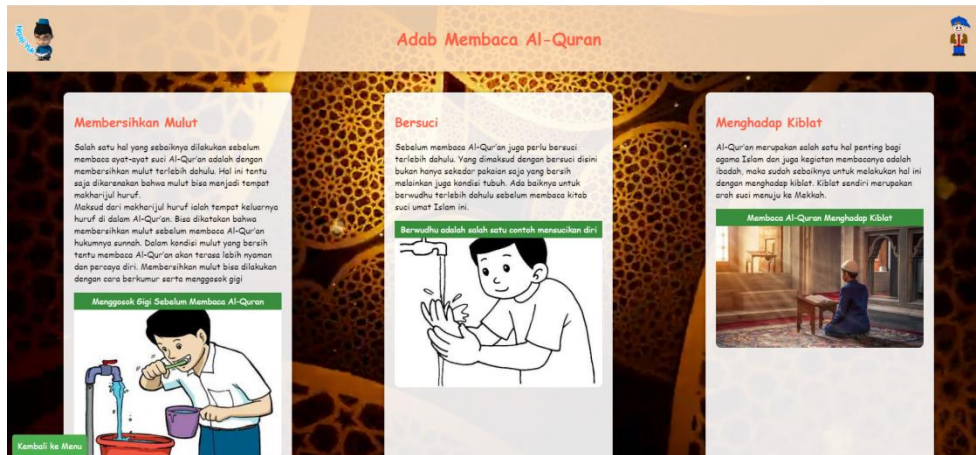 Ngaji Yuk
Adab Membaca Al-Quran
Membersihkan Mulut
Salah satu hal yang sebaiknya dilakukan sebelum
membaca ayat-ayat suci Al-Qur'an adalah dengan
membersihkan mulut terlebih dahulu. Hal ini tentu
saja dikarenakan bahwa mulut bisa menjadi tempat
makharijul huruf.
Maksud dari makharijul huruf ialah tempat keluarnya
huruf di dalam Al-Qur'an. Bisa dikatakan bahwa
membersihkan mulut sebelum membaca Al-Qur'an
hukumnya sunnah. Dalam kondisi mulut yang bersih
tentu membaca Al-Qur'an akan terasa lebih nyaman
dan percaya diri. Membersihkan mulut bisa dilakukan
dengan cara berkumur serta menggosok gigi
Menggosok Gigi Sebelum Membaca Al-Quran
Kembali ke Menu
Bersuci
Sebelum membaca Al-Qur'an juga perlu bersuci
terlebih dahulu. Yang dimaksud dengan bersuci disini
bukan hanya sekedar pakaian saja yang bersih
melainkan juga kondisi tubuh. Ada baiknya untuk
berwudhu terlebih dahulu sebelum membaca kitab
suci umat Islam ini.
Berwudhu adalah salah satu contoh mensucikan diri
Menghadap Kiblat
Al-Qur'an merupakan salah satu hal penting bagi
agama Islam dan juga kegiatan membacanya adalah
ibadah, maka sudah sebaiknya untuk melakukan hal ini
dengan menghadap kiblat. Kiblat sendiri merupakan
arah suci menuju ke Mekkah.
Membaca Al-Quran Menghadap Kiblat